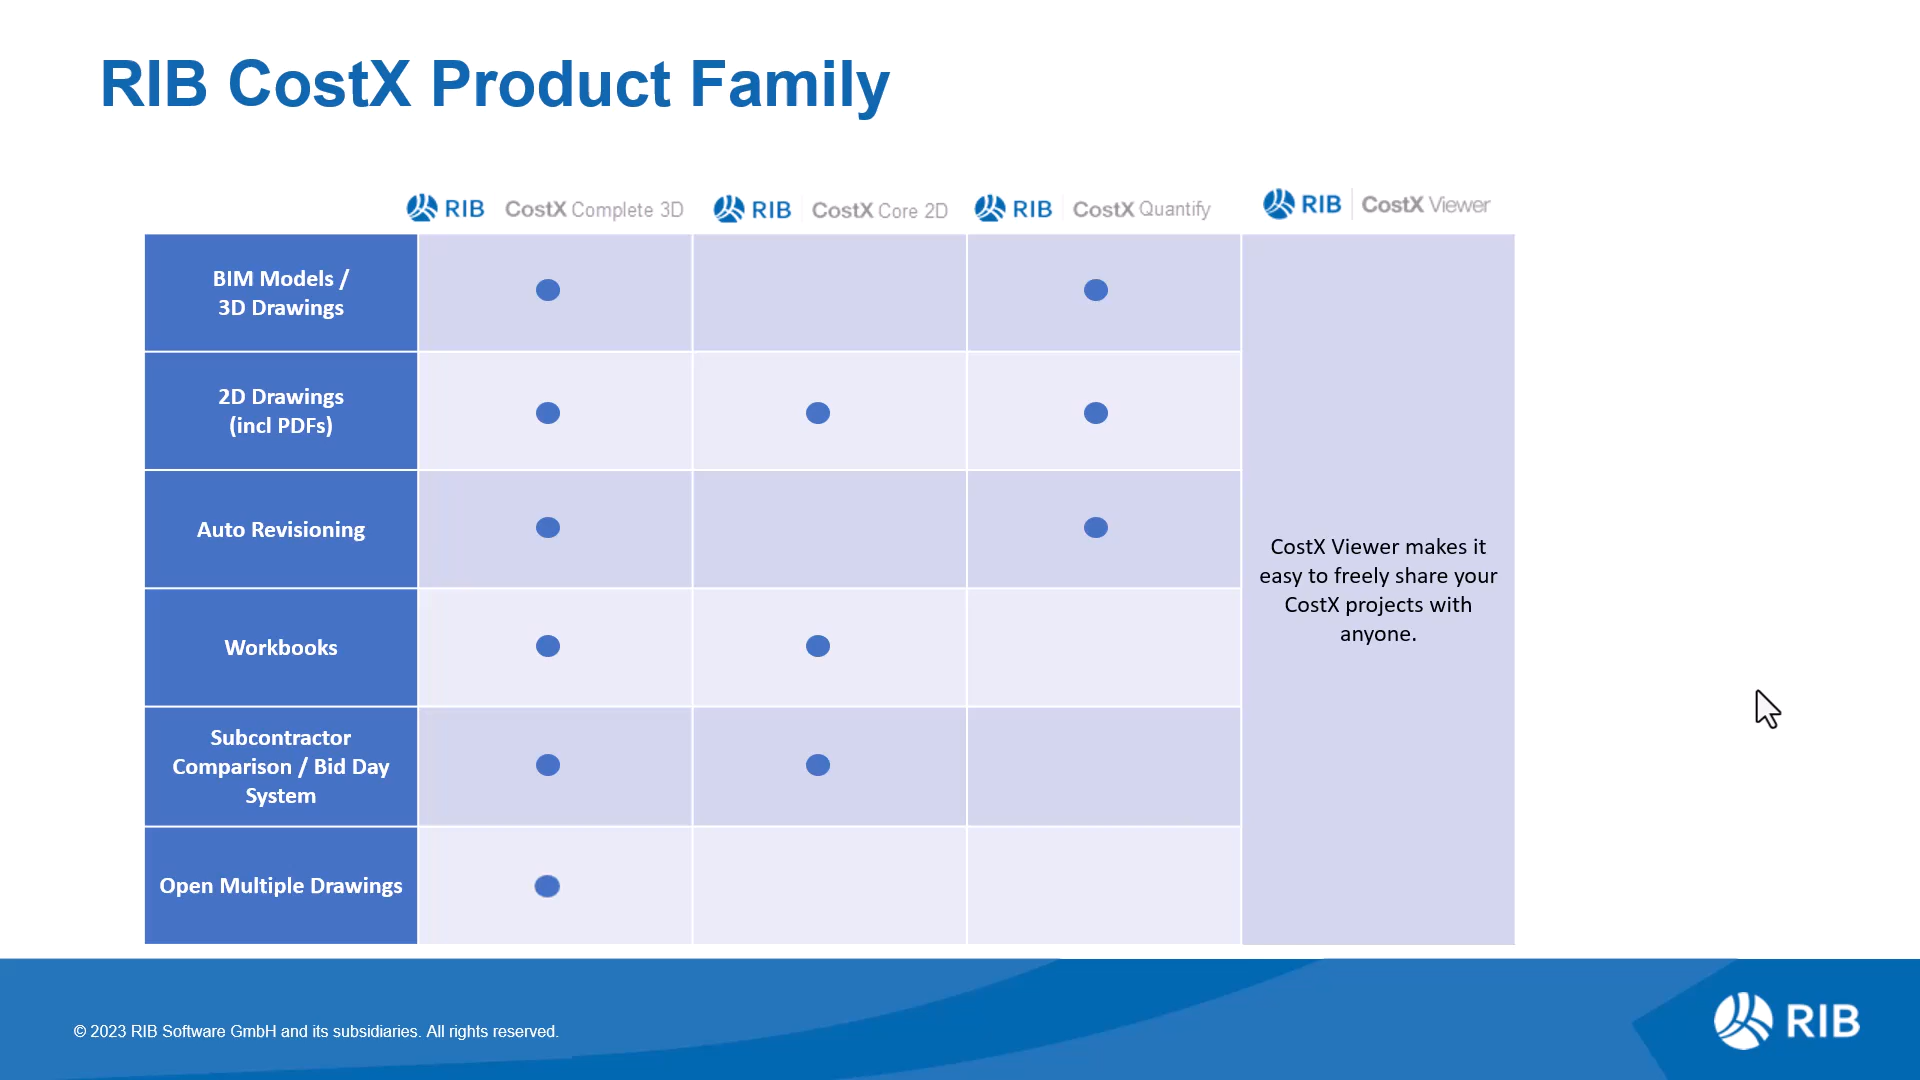 RIB CostX Product Family
RIB CostX Complete 3D
RIB CostX Core 2D
RIB CostX Quantify
RIB CostX Viewer
BIM Models /
3D Drawings
2D Drawings
(incl PDFs)
Auto Revisioning
Workbooks
Subcontractor
Comparison / Bid Day
System
Open Multiple Drawings
CostX Viewer makes it
easy to freely share your
CostX projects with
anyone.
© 2023 RIB Software GmbH and its subsidiaries. All rights reserved.
RIB